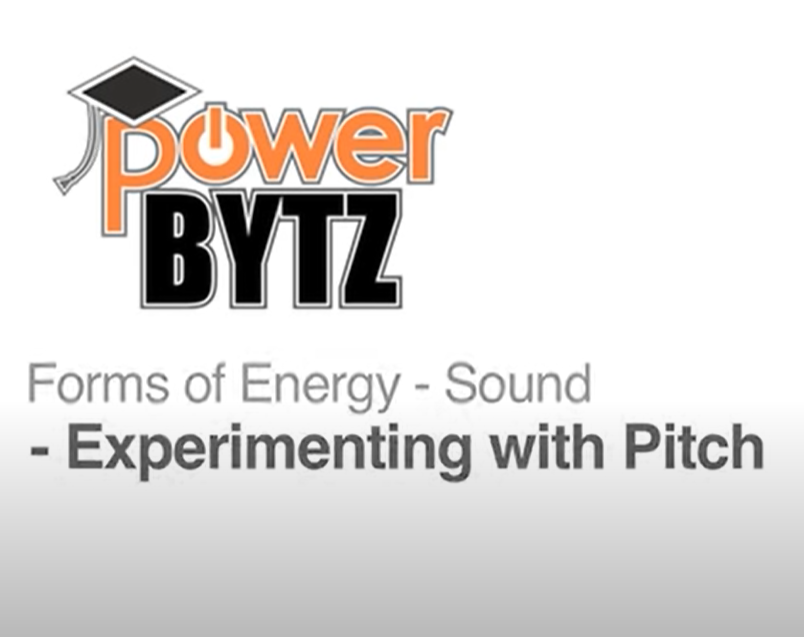 power
BYTZ
Forms of Energy - Sound
- Experimenting with Pitch